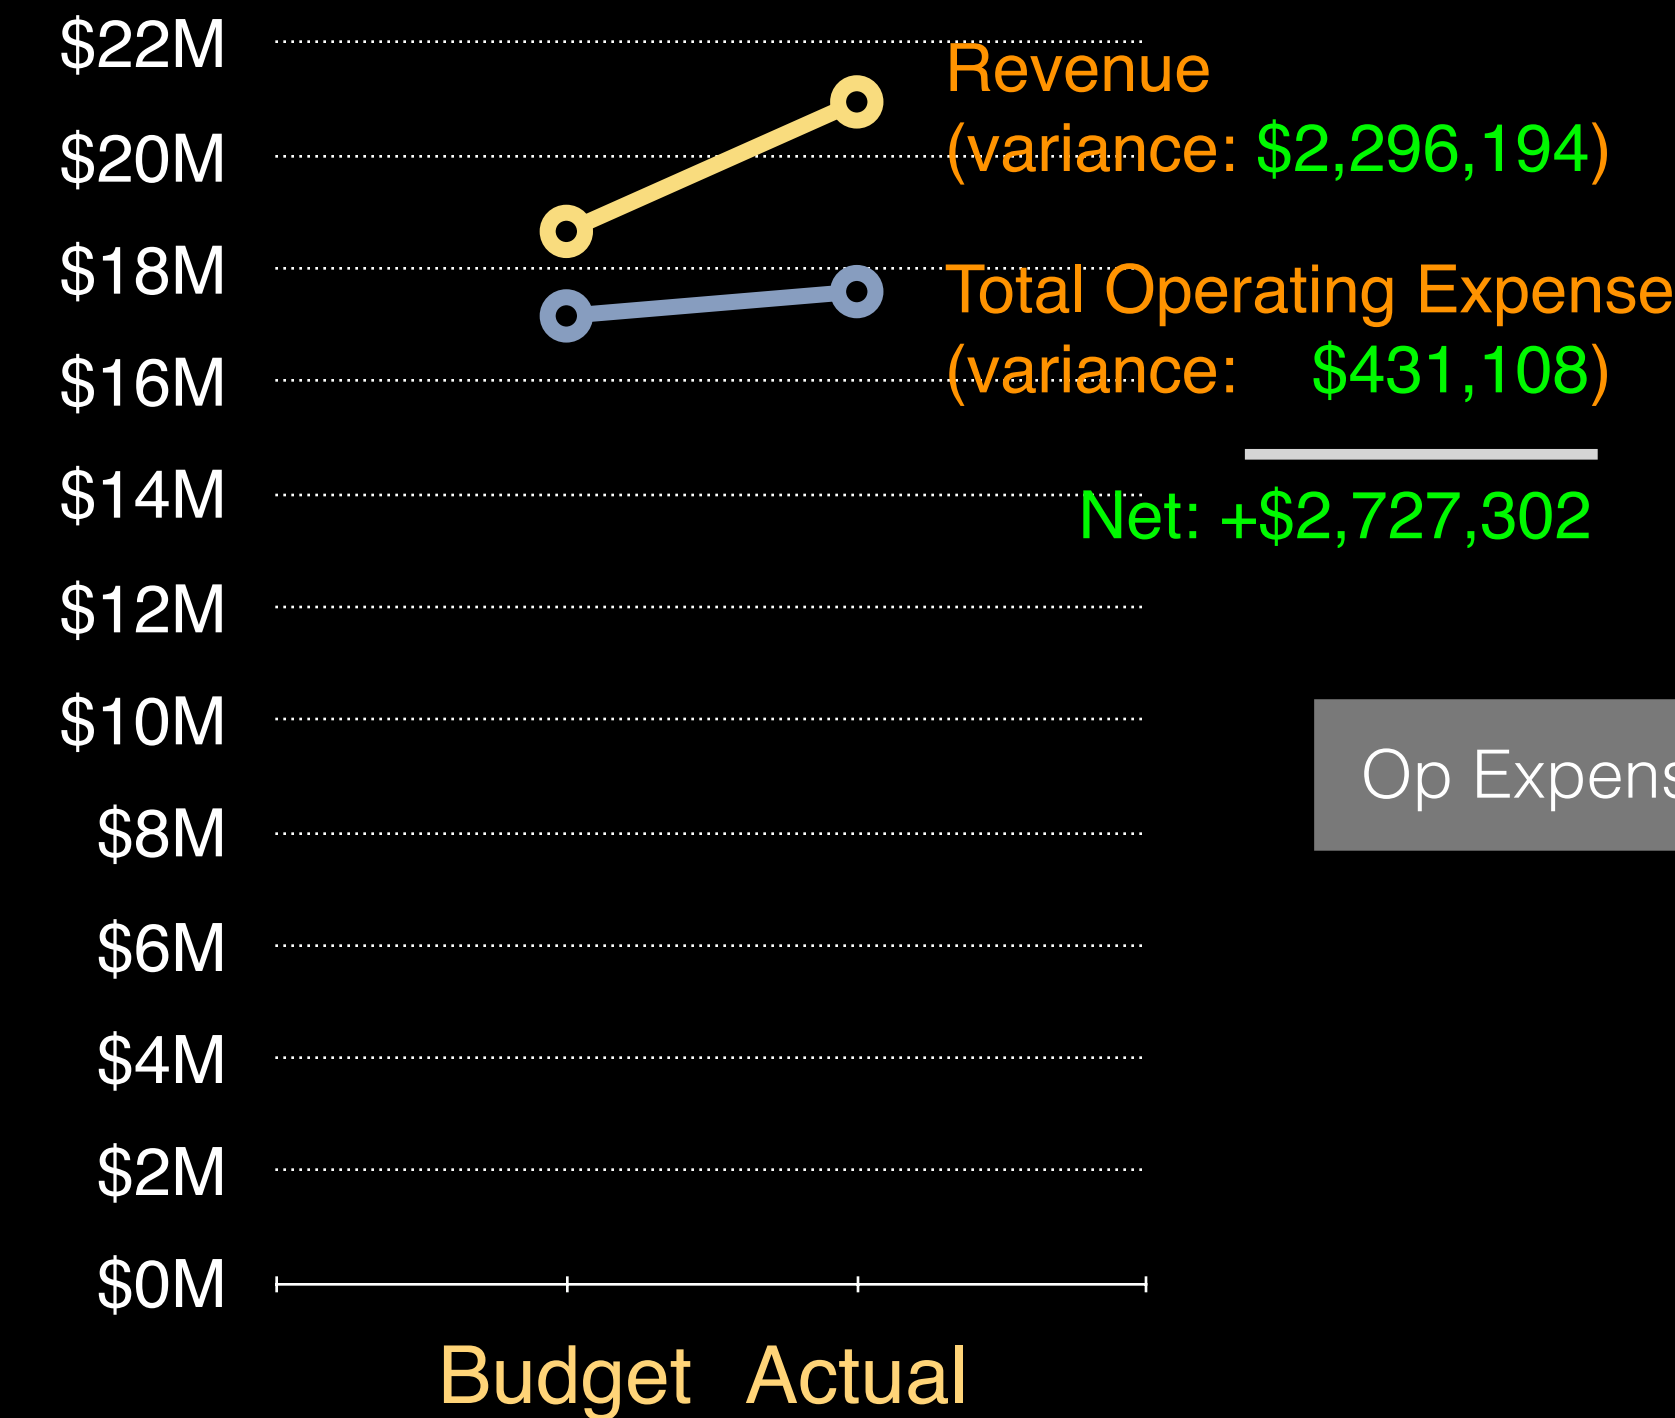 $22M
$20M
$18M
$16M
$14M
$12M
$10M
$8M
$6M
$4M
$2M
$0M
Budget Actual
Revenue
(variance: $2,296,194)
Total Operating Expense
(variance: $431,108)
Net: +$2,727,302
Op